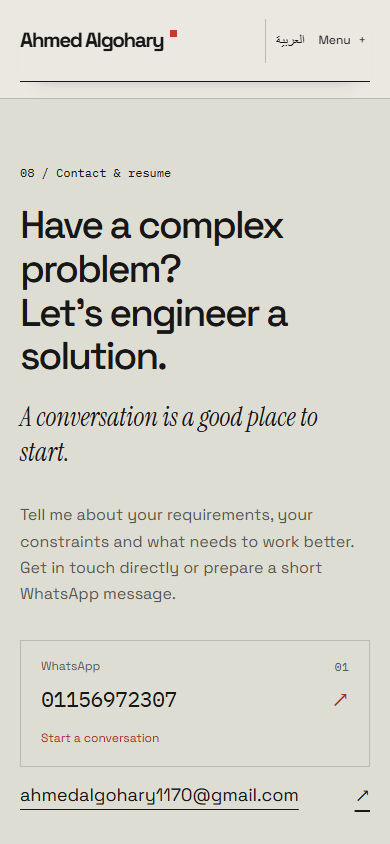 Ahmed Algohary
العربية Menu +
08 / Contact & resume
Have a complex
problem?
Let’s engineer a
solution.
A conversation is a good place to
start.
Tell me about your requirements, your
constraints and what needs to work better.
Get in touch directly or prepare a short
WhatsApp message.
WhatsApp 01
01156972307 ↗
Start a conversation
ahmedalgohary1170@gmail.com ↗